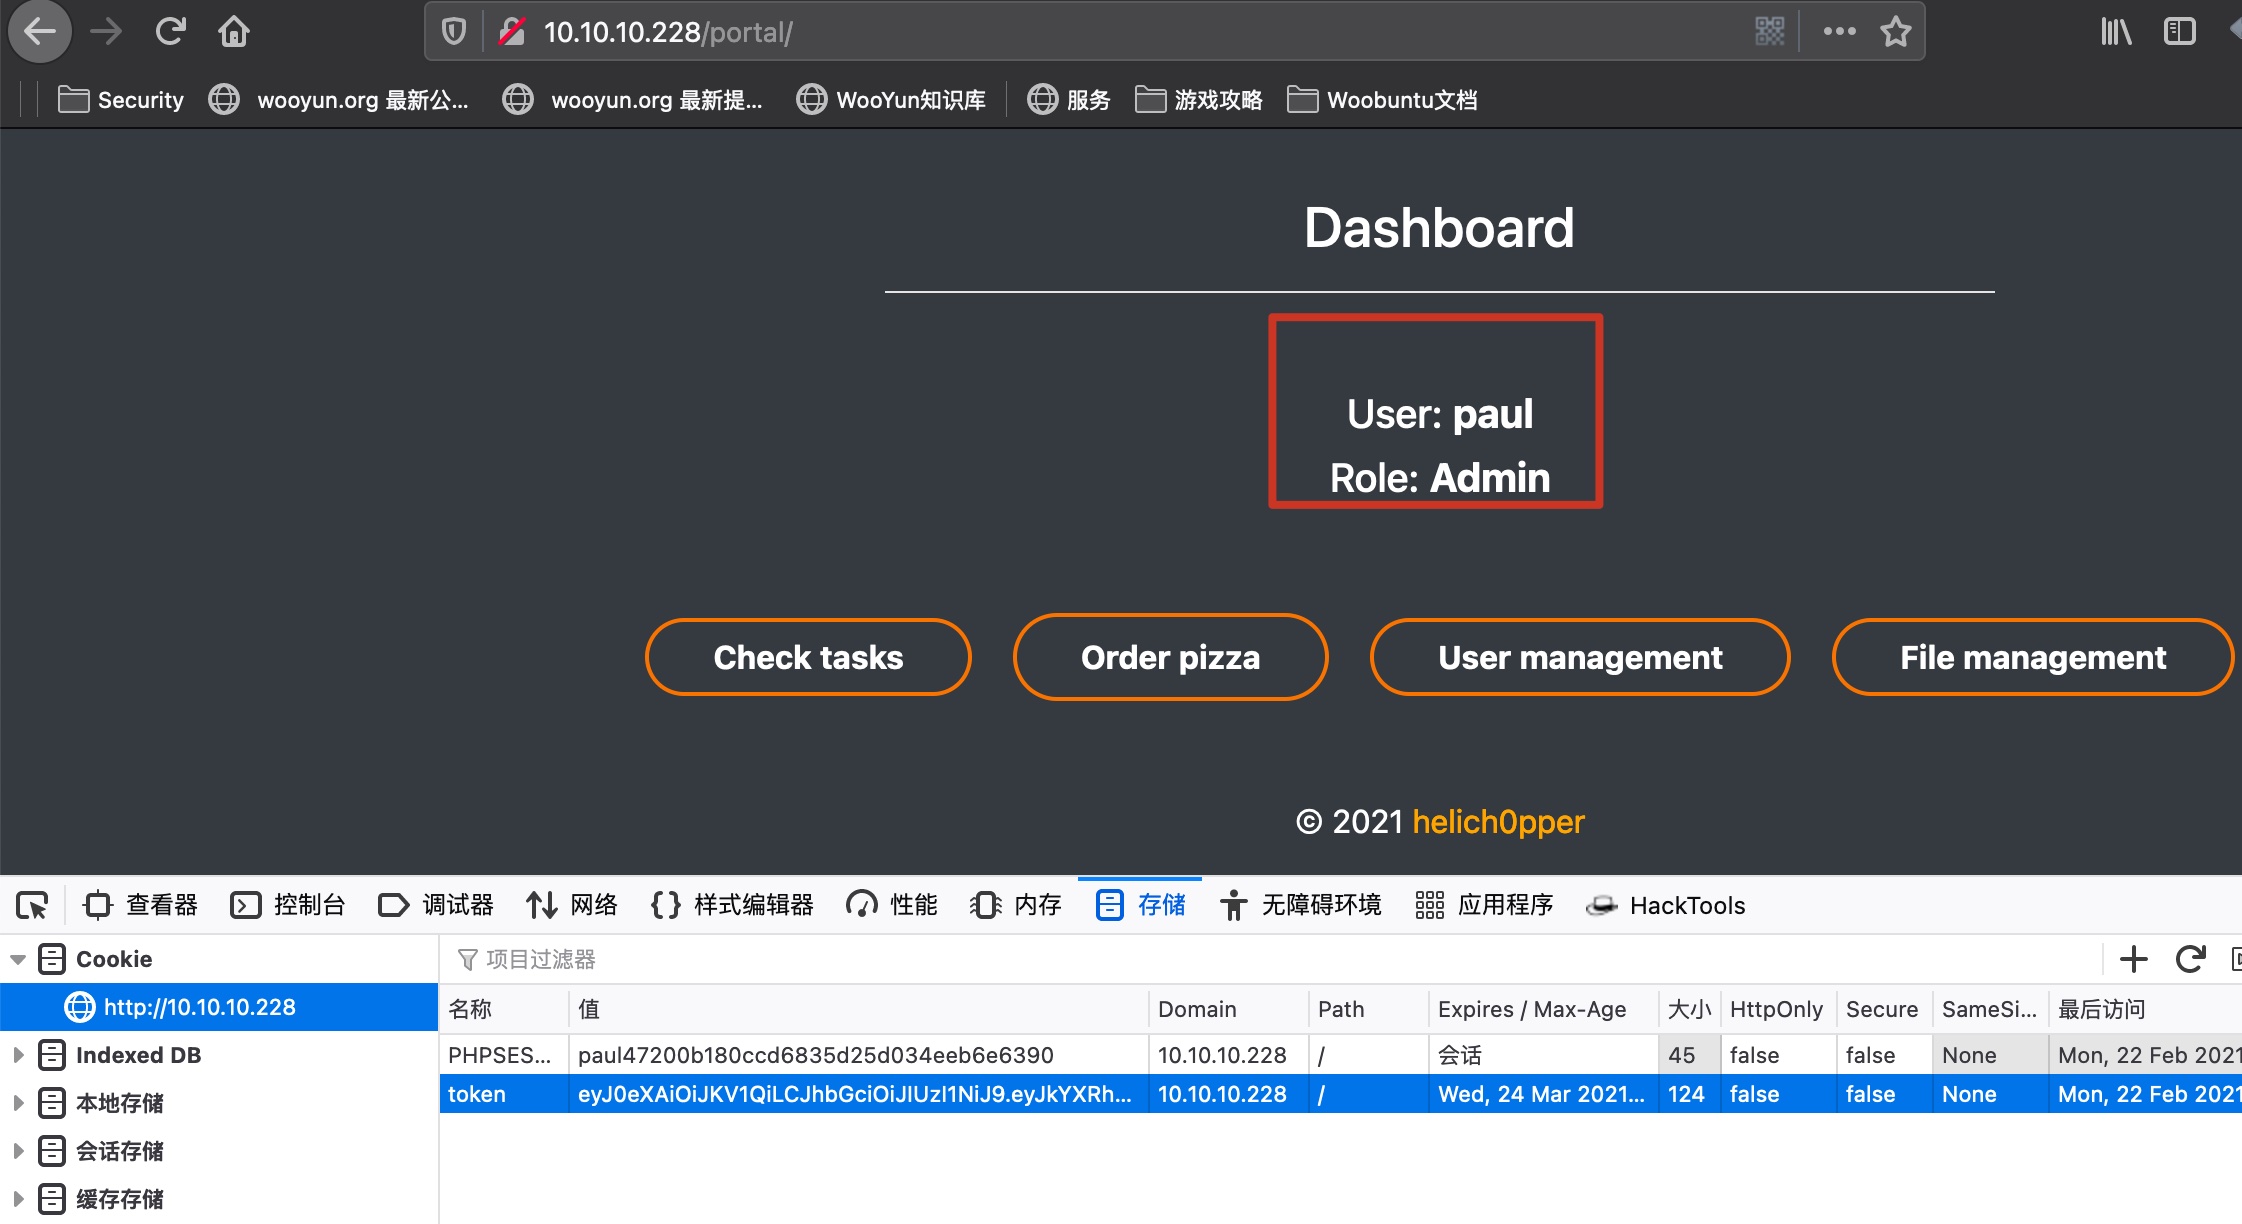 10.10.10.228/portal/
Security wooyun.org 最新公... wooyun.org 最新提... WooYun知识库 服务 游戏攻略 Woobuntu文档
Dashboard
User: paul
Role: Admin
Check tasks Order pizza User management File management
© 2021 helich0pper
查看器 控制台 调试器 网络 样式编辑器 性能 内存 存储 无障碍环境 应用程序 HackTools
Cookie 项目过滤器
http://10.10.10.228 名称 值 Domain Path Expires / Max-Age 大小 HttpOnly Secure SameSi... 最后访问
Indexed DB PHPSES... paul47200b180ccd6835d25d034eeb6e6390 10.10.10.228 / 会话 45 false false None Mon, 22 Feb 2021
token eyJ0eXAiOiJKV1QiLCJhbGciOiJIUzI1NiJ9.eyJkYXRh... 10.10.10.228 / Wed, 24 Mar 2021... 124 false false None Mon, 22 Feb 2021
本地存储
会话存储
缓存存储